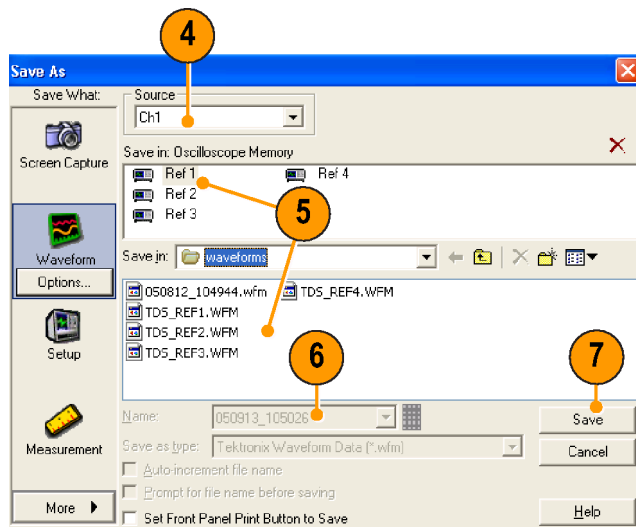 4
Save As
Save What:
Source
Ch1
Screen Capture
Save in: Oscilloscope Memory
Ref 1
Ref 4
Ref 2
Ref 3
5
Waveform
Options...
Save in:
waveforms
050812_104944.wfm
TDS_REF4.WFM
TDS_REF1.WFM
TDS_REF2.WFM
TDS_REF3.WFM
Setup
6
7
Name:
050913_105026
Save
Measurement
Save as type:
Tektronix Waveform Data (*.wfm)
Cancel
Auto-increment file name
Prompt for file name before saving
More
Set Front Panel Print Button to Save
Help